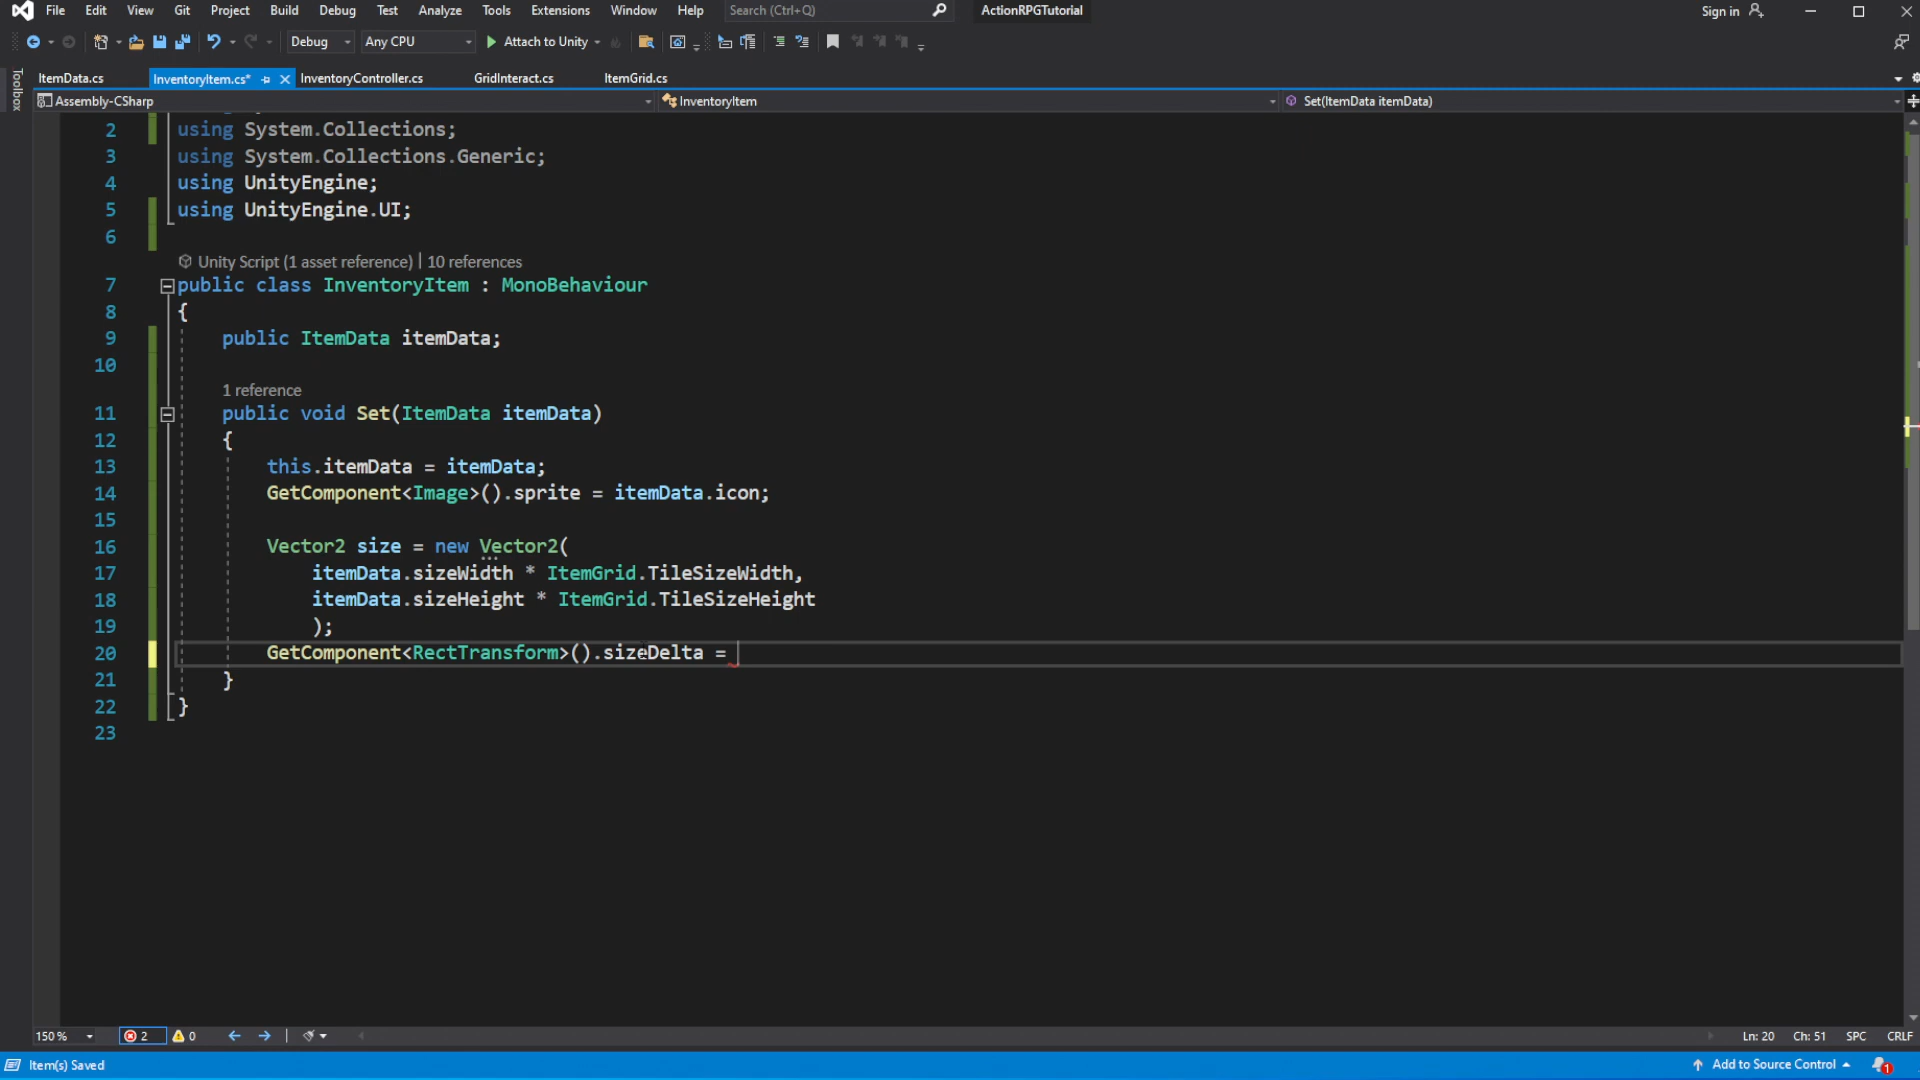 File Edit View Git Project Build Debug Test Analyze Tools Extensions Window Help Search (Ctrl+Q) ActionRPGTutorial Sign in
Debug Any CPU Attach to Unity
Toolbox
ItemData.cs InventoryItem.cs* InventoryController.cs GridInteract.cs ItemGrid.cs
Assembly-CSharp InventoryItem Set(ItemData itemData)
2 using System.Collections;
3 using System.Collections.Generic;
4 using UnityEngine;
5 using UnityEngine.UI;
6
Unity Script (1 asset reference) | 10 references
7 public class InventoryItem : MonoBehaviour
8 {
9 public ItemData itemData;
10
1 reference
11 public void Set(ItemData itemData)
12 {
13 this.itemData = itemData;
14 GetComponent<Image>().sprite = itemData.icon;
15
16 Vector2 size = new Vector2(
17 itemData.sizeWidth * ItemGrid.TileSizeWidth,
18 itemData.sizeHeight * ItemGrid.TileSizeHeight
19 );
20 GetComponent<RectTransform>().sizeDelta =
21 }
22 }
23
150 % 2 0 Ln: 20 Ch: 51 SPC CRLF
Item(s) Saved Add to Source Control 1